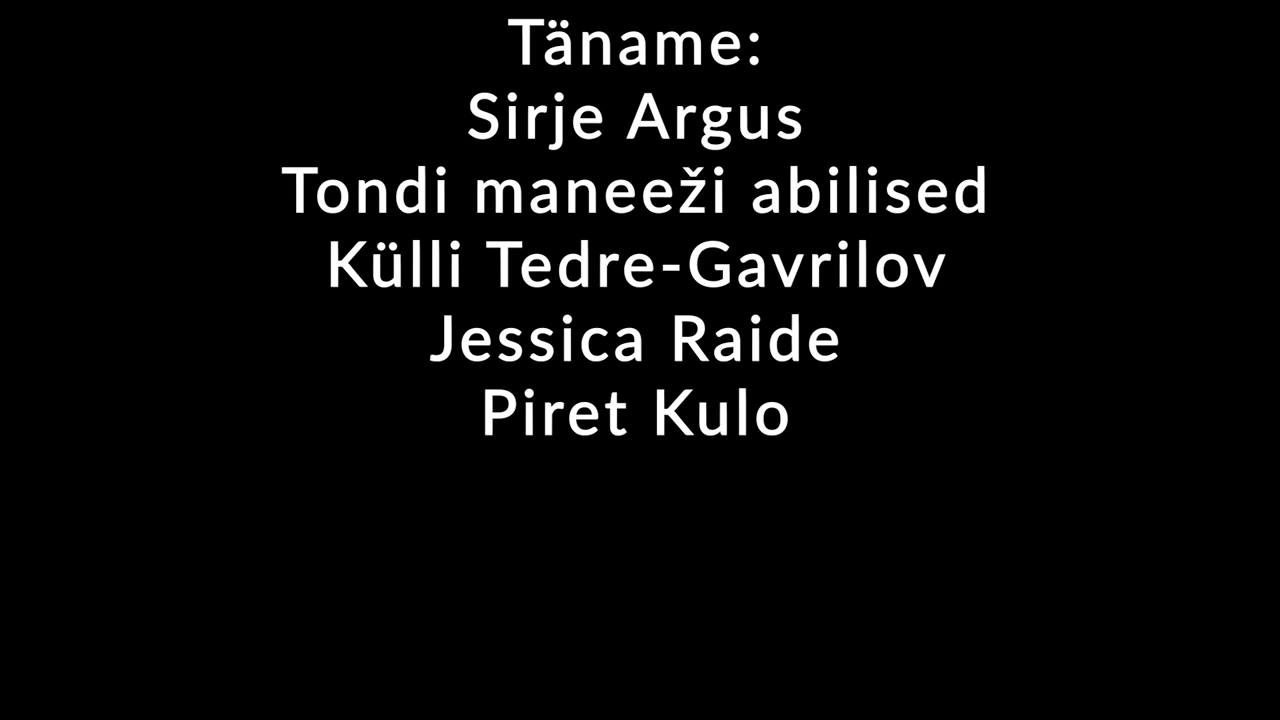 Täname:
Sirje Argus
Tondi maneeži abilised
Külli Tedre-Gavrilov
Jessica Raide
Piret Kulo